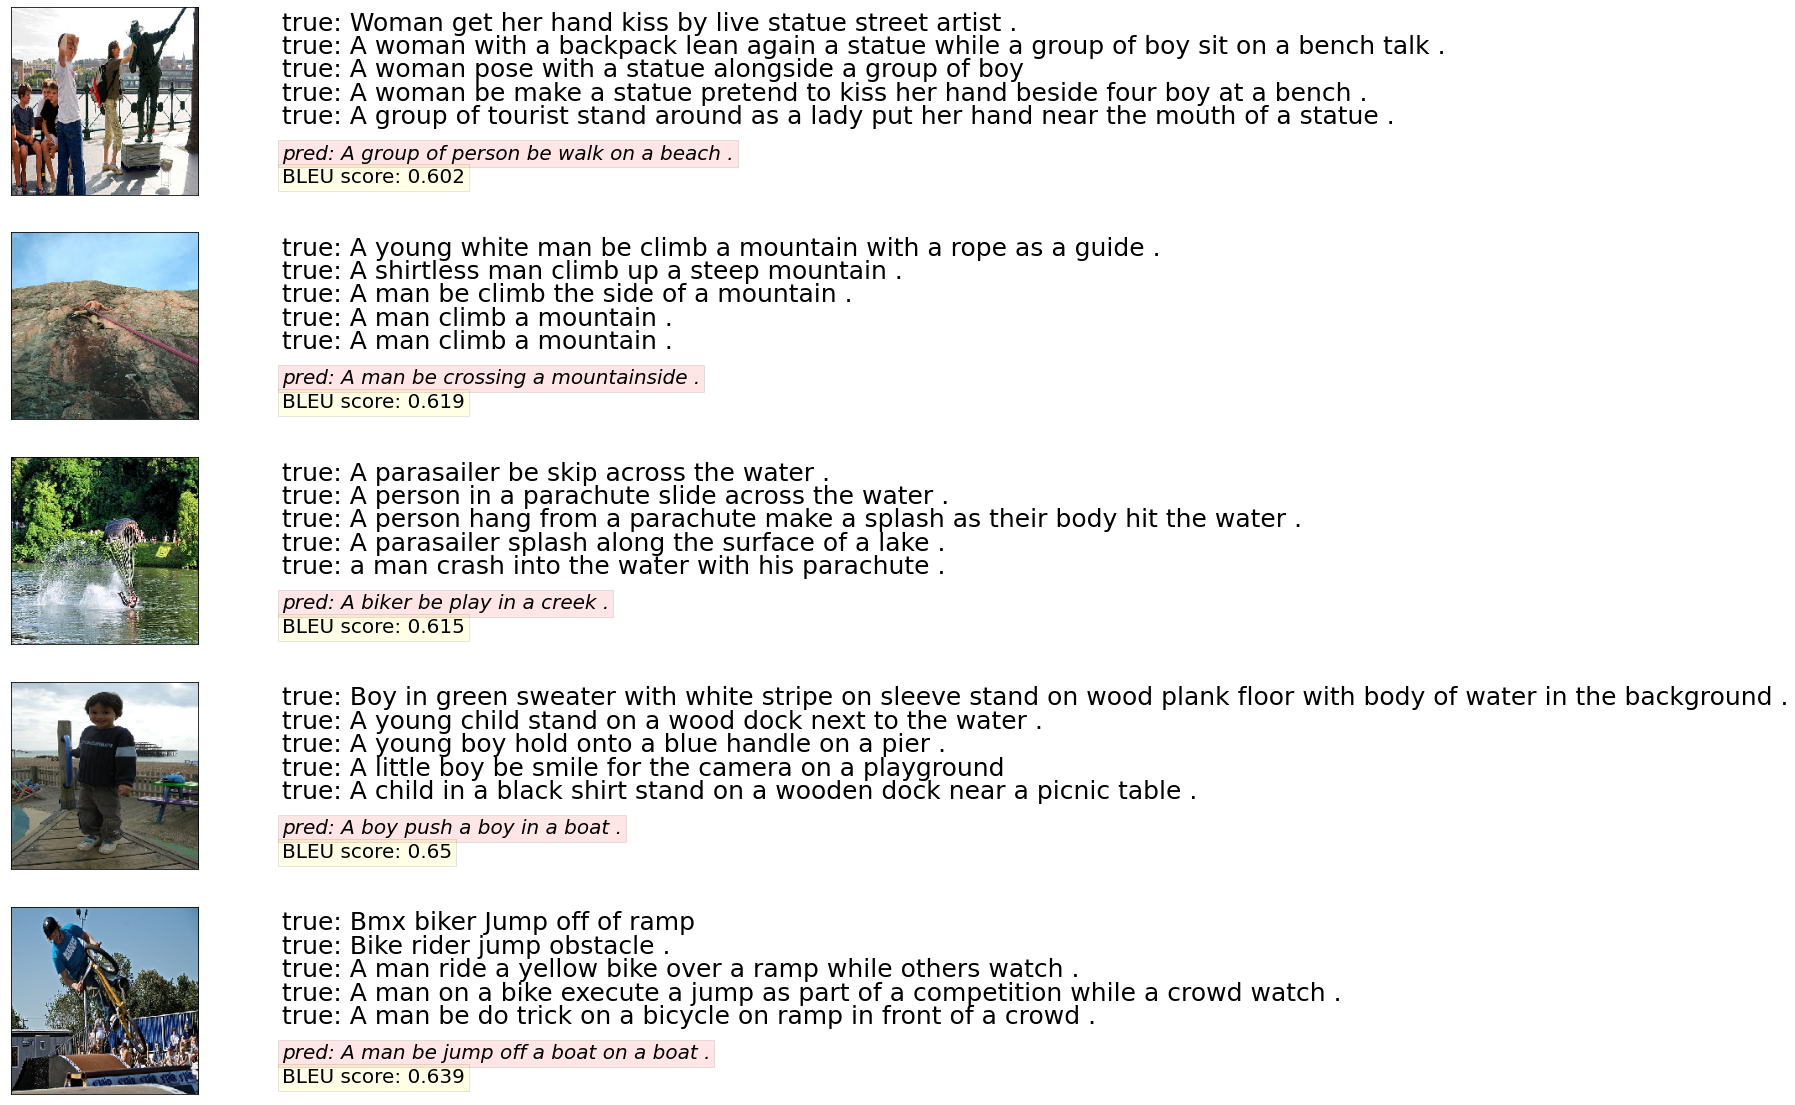 true: Woman get her hand kiss by live statue street artist .
true: A woman with a backpack lean again a statue while a group of boy sit on a bench talk .
true: A woman pose with a statue alongside a group of boy
true: A woman be make a statue pretend to kiss her hand beside four boy at a bench .
true: A group of tourist stand around as a lady put her hand near the mouth of a statue .
pred: A group of person be walk on a beach .
BLEU score: 0.602
true: A young white man be climb a mountain with a rope as a guide .
true: A shirtless man climb up a steep mountain .
true: A man be climb the side of a mountain .
true: A man climb a mountain .
true: A man climb a mountain .
pred: A man be crossing a mountainside .
BLEU score: 0.619
true: A parasailer be skip across the water .
true: A person in a parachute slide across the water .
true: A person hang from a parachute make a splash as their body hit the water .
true: A parasailer splash along the surface of a lake .
true: a man crash into the water with his parachute .
pred: A biker be play in a creek .
BLEU score: 0.615
true: Boy in green sweater with white stripe on sleeve stand on wood plank floor with body of water in the background .
true: A young child stand on a wood dock next to the water .
true: A young boy hold onto a blue handle on a pier .
true: A little boy be smile for the camera on a playground
true: A child in a black shirt stand on a wooden dock near a picnic table .
pred: A boy push a boy in a boat .
BLEU score: 0.65
true: Bmx biker Jump off of ramp
true: Bike rider jump obstacle .
true: A man ride a yellow bike over a ramp while others watch .
true: A man on a bike execute a jump as part of a competition while a crowd watch .
true: A man be do trick on a bicycle on ramp in front of a crowd .
pred: A man be jump off a boat on a boat .
BLEU score: 0.639